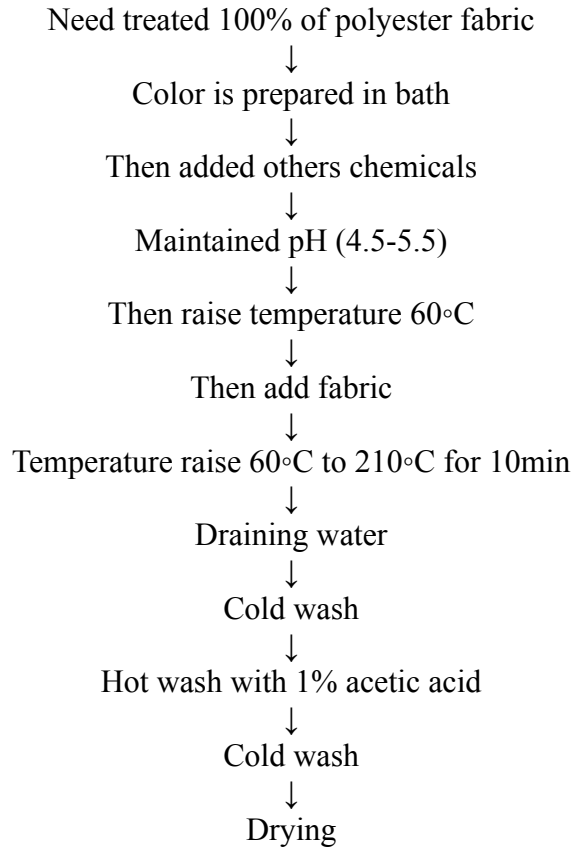 Need treated 100% of polyester fabric
↓
Color is prepared in bath
↓
Then added others chemicals
↓
Maintained pH (4.5-5.5)
↓
Then raise temperature 60◦C
↓
Then add fabric
↓
Temperature raise 60◦C to 210◦C for 10min
↓
Draining water
↓
Cold wash
↓
Hot wash with 1% acetic acid
↓
Cold wash
↓
Drying